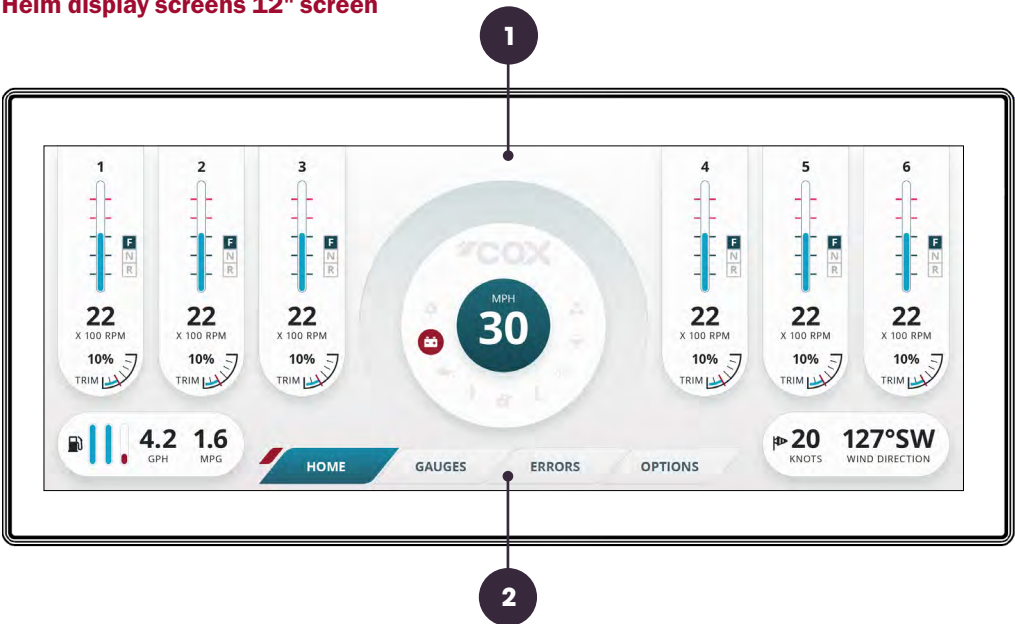 Helm display screens 12" screen
1
1 2 3 4 5 6
F F F F F F
N N N N N N
R R R R R R
COX
MPH
30
22 22 22 22 22 22
X 100 RPM X 100 RPM X 100 RPM X 100 RPM X 100 RPM X 100 RPM
10% 10% 10% 10% 10% 10%
TRIM TRIM TRIM TRIM TRIM TRIM
4.2 1.6
GPH MPG
HOME GAUGES ERRORS OPTIONS
20 127°SW
KNOTS WIND DIRECTION
2